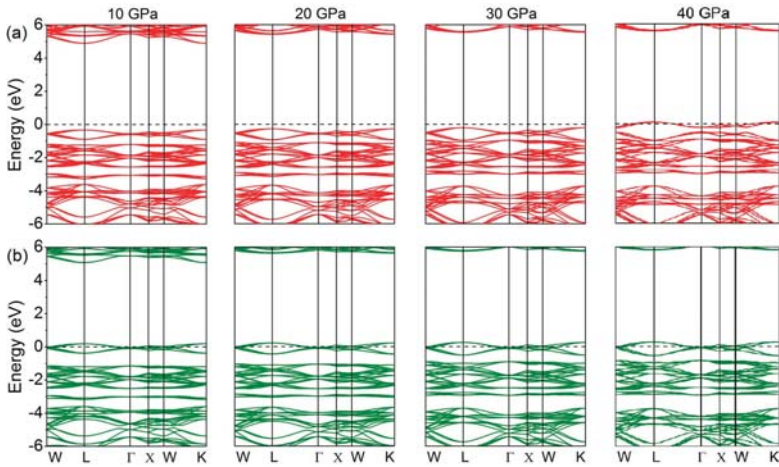 10 GPa 20 GPa 30 GPa 40 GPa
(a)
6
4
2
0
-2
-4
-6
Energy (eV)
(b)
6
4
2
0
-2
-4
-6
Energy (eV)
W L Γ X W K W L Γ X W K W L Γ X W K W L Γ X W K